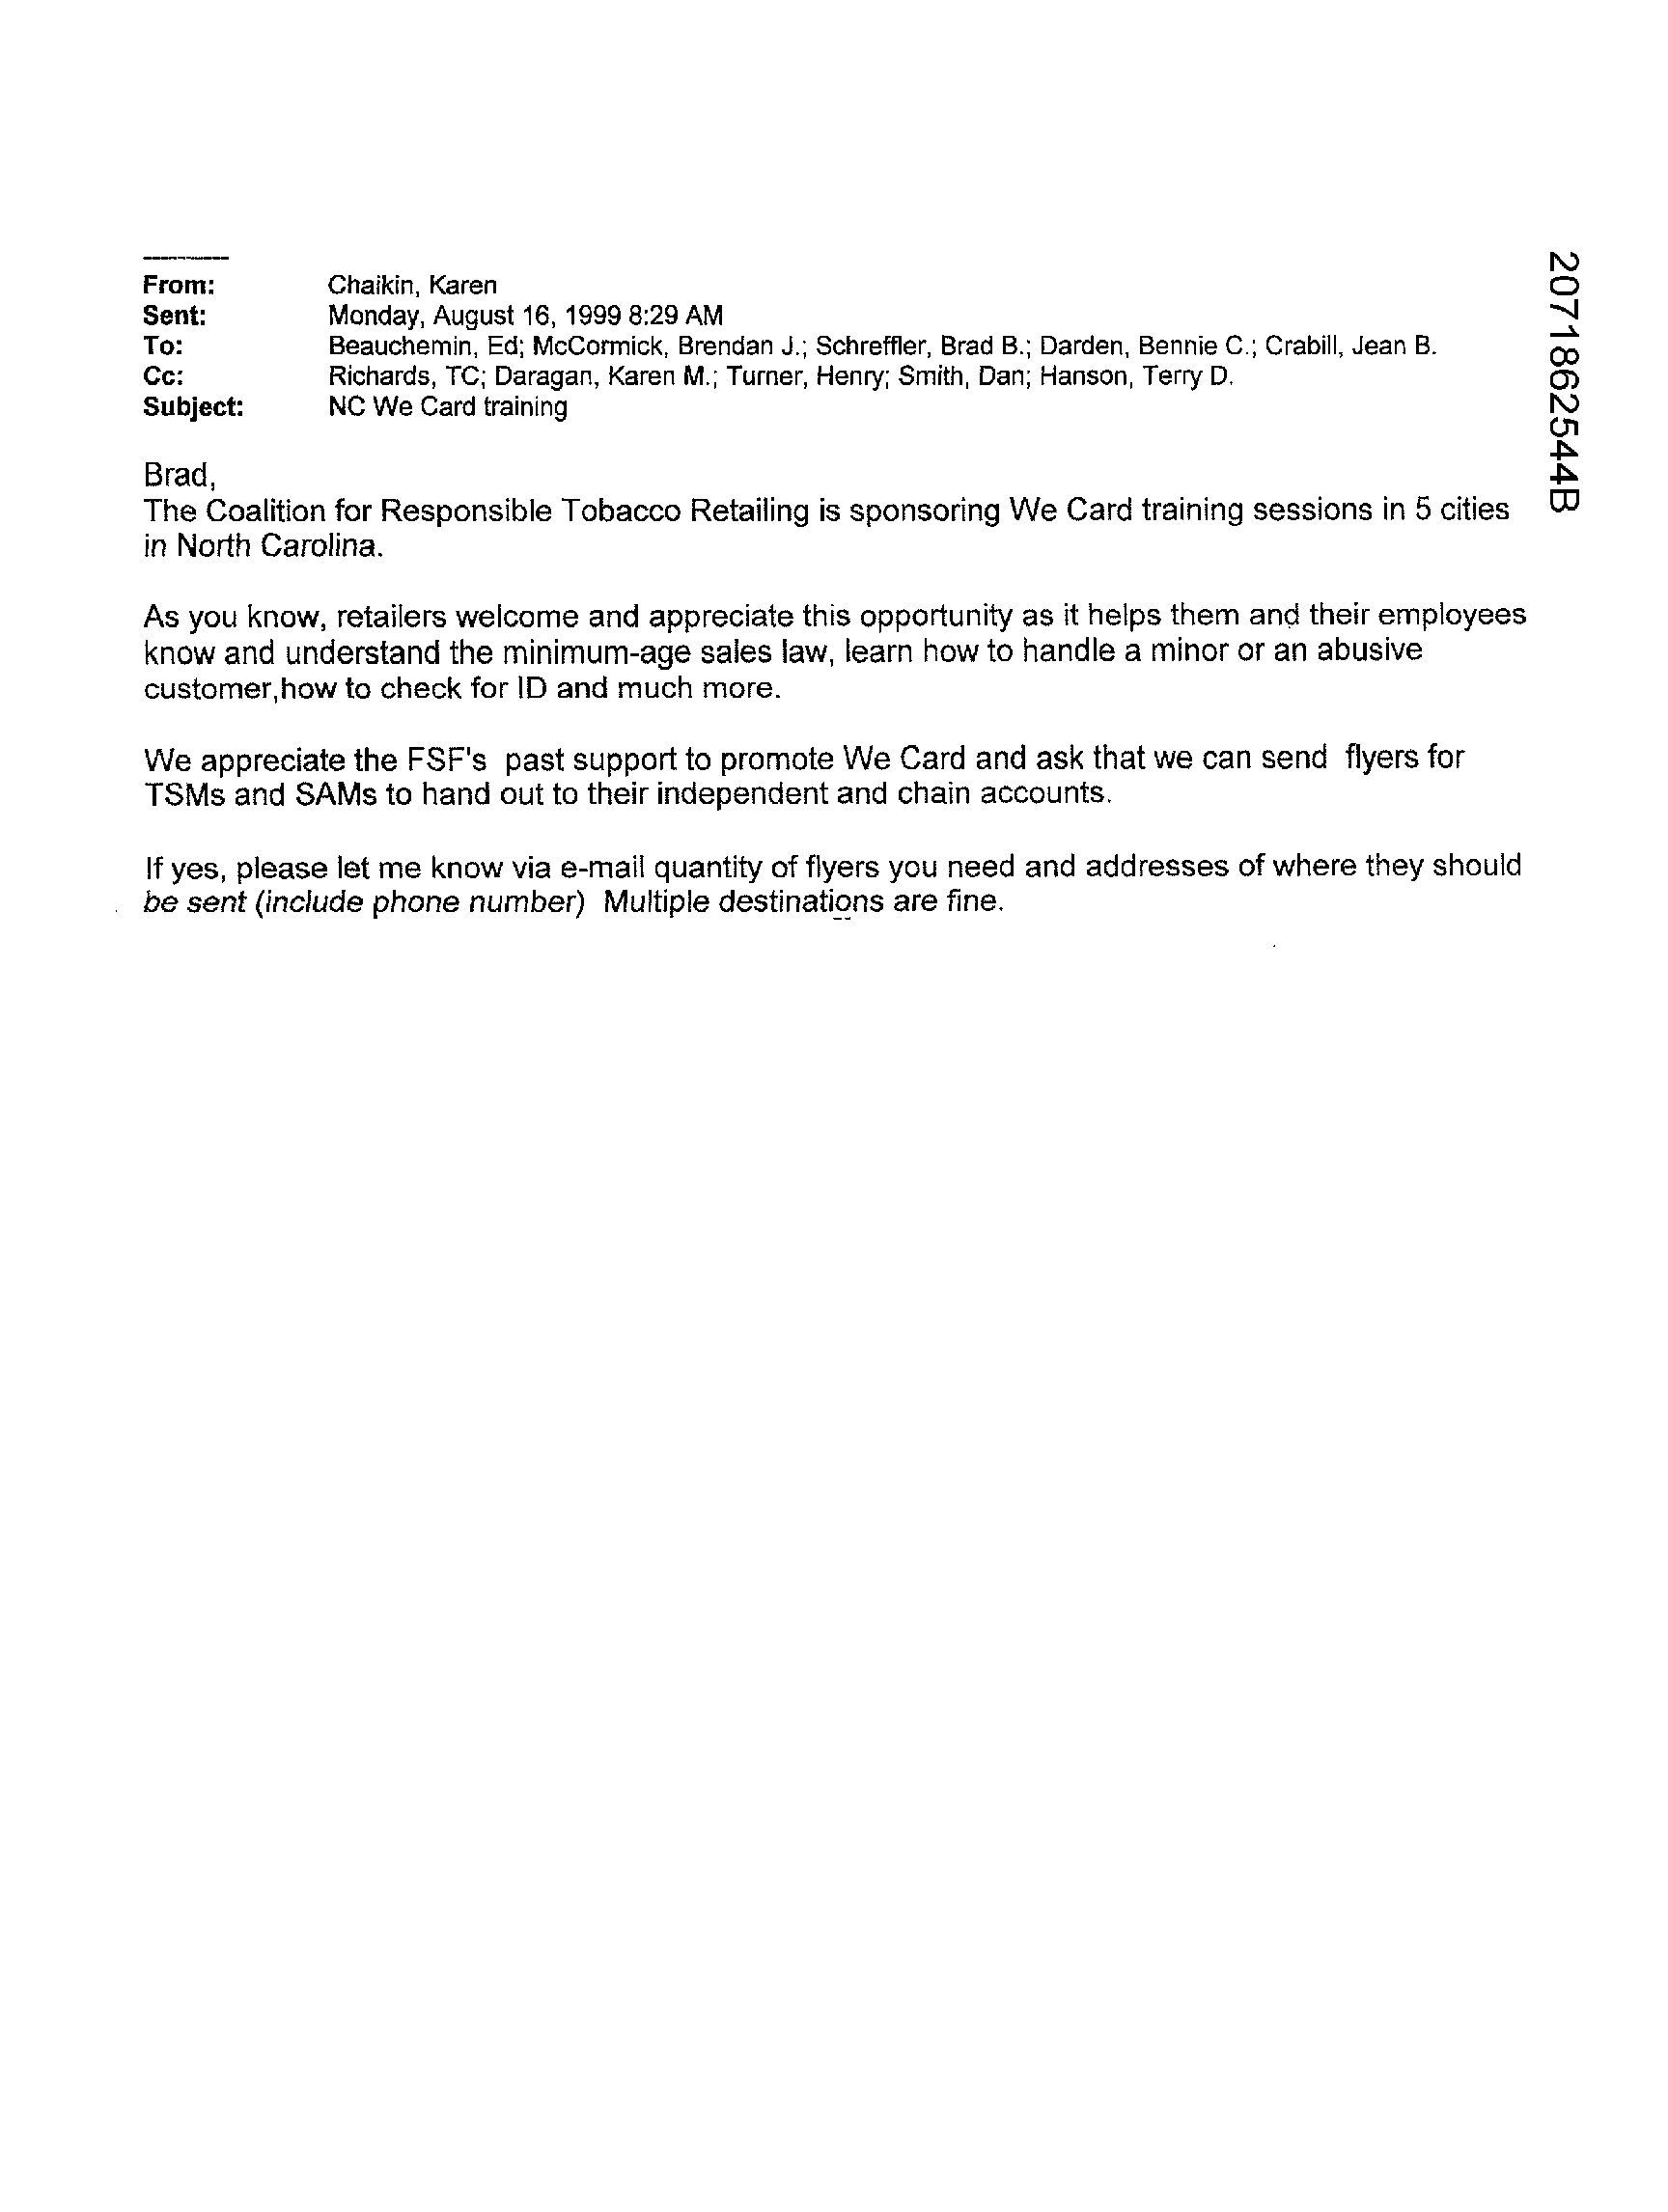 From: Chaikin, Karen
Sent: Monday, August 16, 1999 8:29 AM
To: Beauchemin, Ed; McCormick, Brendan J.; Schreffler, Brad B.; Darden, Bennie C.; Crabill, Jean B.
Cc: Richards, TC; Daragan, Karen M.; Turner, Henry; Smith, Dan; Hanson, Terry D.
Subject: NC We Card training
Brad,
The Coalition for Responsible Tobacco Retailing is sponsoring We Card training sessions in 5 cities
in North Carolina.
As you know, retailers welcome and appreciate this opportunity as it helps them and their employees
know and understand the minimum-age sales law, learn how to handle a minor or an abusive
customer,how to check for ID and much more.
We appreciate the FSF's past support to promote We Card and ask that we can send flyers for
TSMs and SAMs to hand out to their independent and chain accounts.
If yes, please let me know via e-mail quantity of flyers you need and addresses of where they should
be sent (include phone number) Multiple destinations are fine.
2071862544B